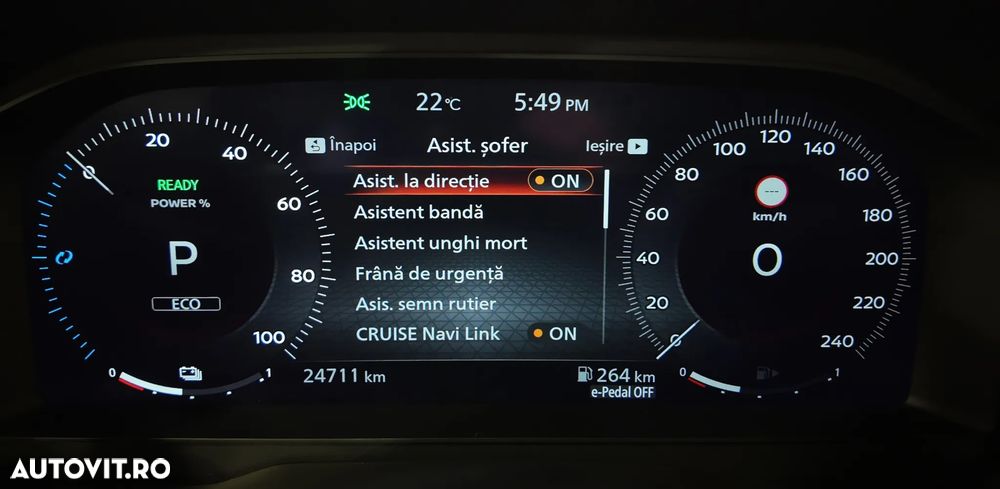 22°C 5:49 PM
Înapoi Asist. șofer Ieșire
Asist. la direcție ON
Asistent bandă
Asistent unghi mort
Frână de urgență
Asis. semn rutier
CRUISE Navi Link ON
0 20 40 60 80 100
READY
POWER %
P
ECO
0 20 40 60 80 100 120 140 160 180 200 220 240
---
km/h
0
0 1
24711 km
264 km
e-Pedal OFF
0 1
AUTOVIT.RO